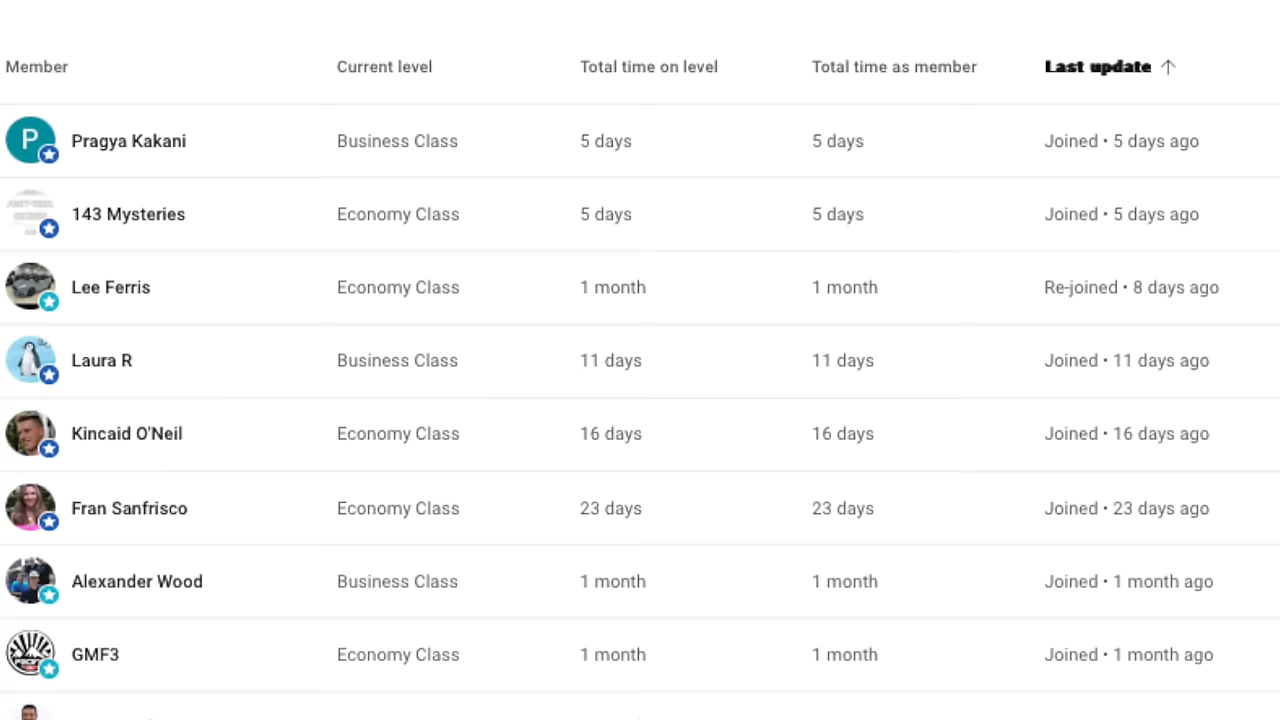 Member Current level Total time on level Total time as member Last update ↑
P Pragya Kakani Business Class 5 days 5 days Joined • 5 days ago
143 Mysteries Economy Class 5 days 5 days Joined • 5 days ago
Lee Ferris Economy Class 1 month 1 month Re-joined • 8 days ago
Laura R Business Class 11 days 11 days Joined • 11 days ago
Kincaid O'Neil Economy Class 16 days 16 days Joined • 16 days ago
Fran Sanfrisco Economy Class 23 days 23 days Joined • 23 days ago
Alexander Wood Business Class 1 month 1 month Joined • 1 month ago
GMF3 Economy Class 1 month 1 month Joined • 1 month ago